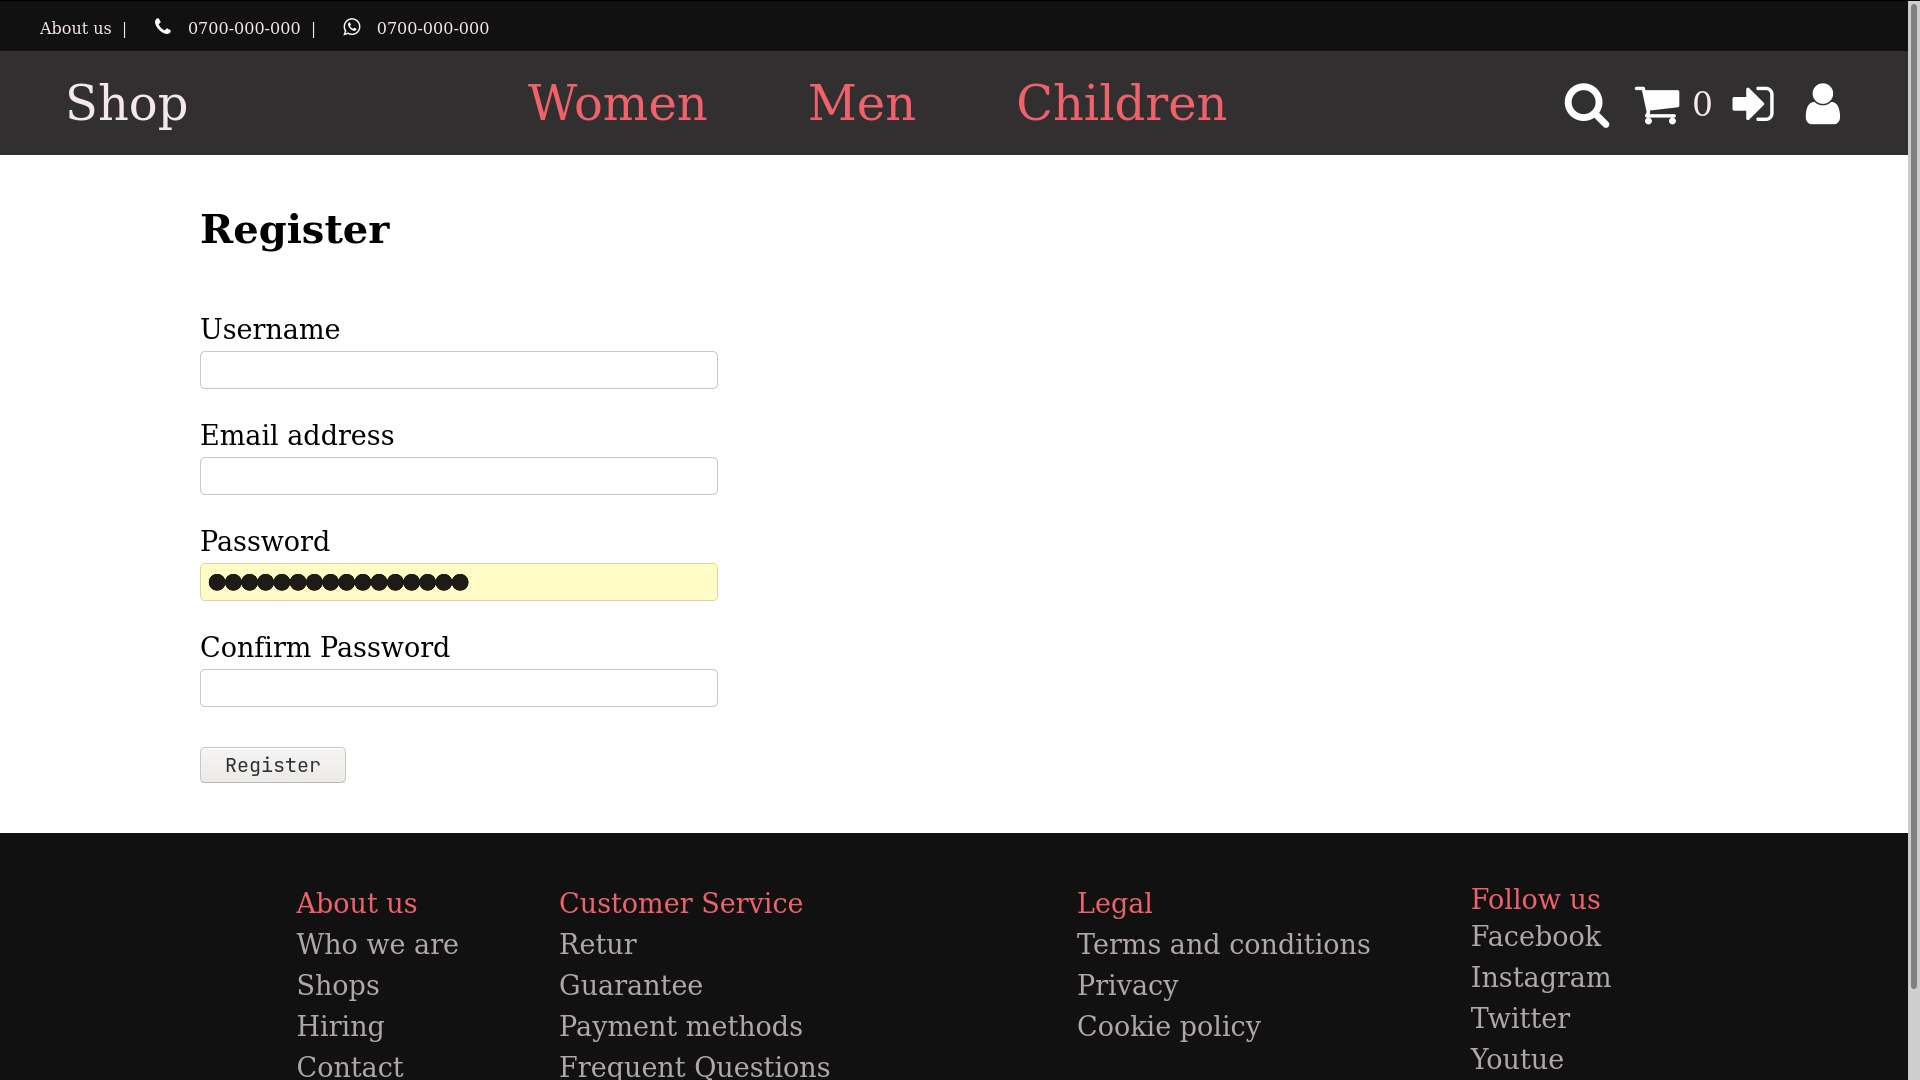 About us | 0700-000-000 | 0700-000-000
Shop Women Men Children 0
Register
Username
Email address
Password
Confirm Password
Register
About us Customer Service Legal Follow us
Who we are Retur Terms and conditions Facebook
Shops Guarantee Privacy Instagram
Hiring Payment methods Cookie policy Twitter
Contact Frequent Questions Youtue